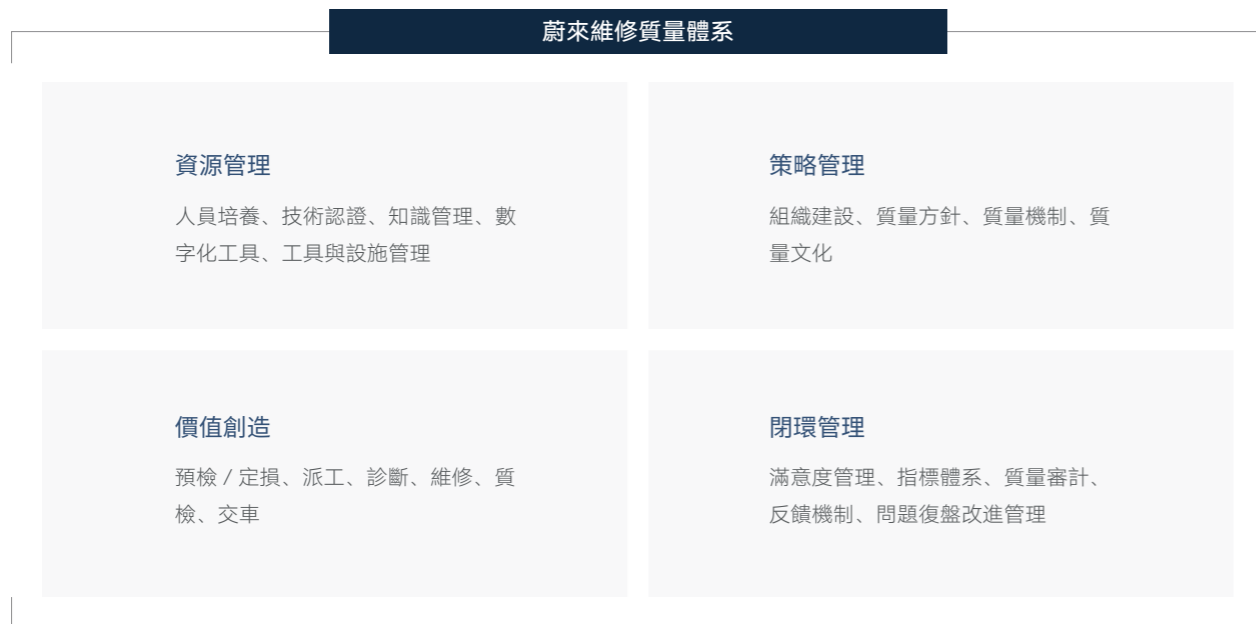 蔚來維修質量體系
資源管理
人員培養、技術認證、知識管理、數
字化工具、工具與設施管理
策略管理
組織建設、質量方針、質量機制、質
量文化
價值創造
預檢 / 定損、派工、診斷、維修、質
檢、交車
閉環管理
滿意度管理、指標體系、質量審計、
反饋機制、問題復盤改進管理